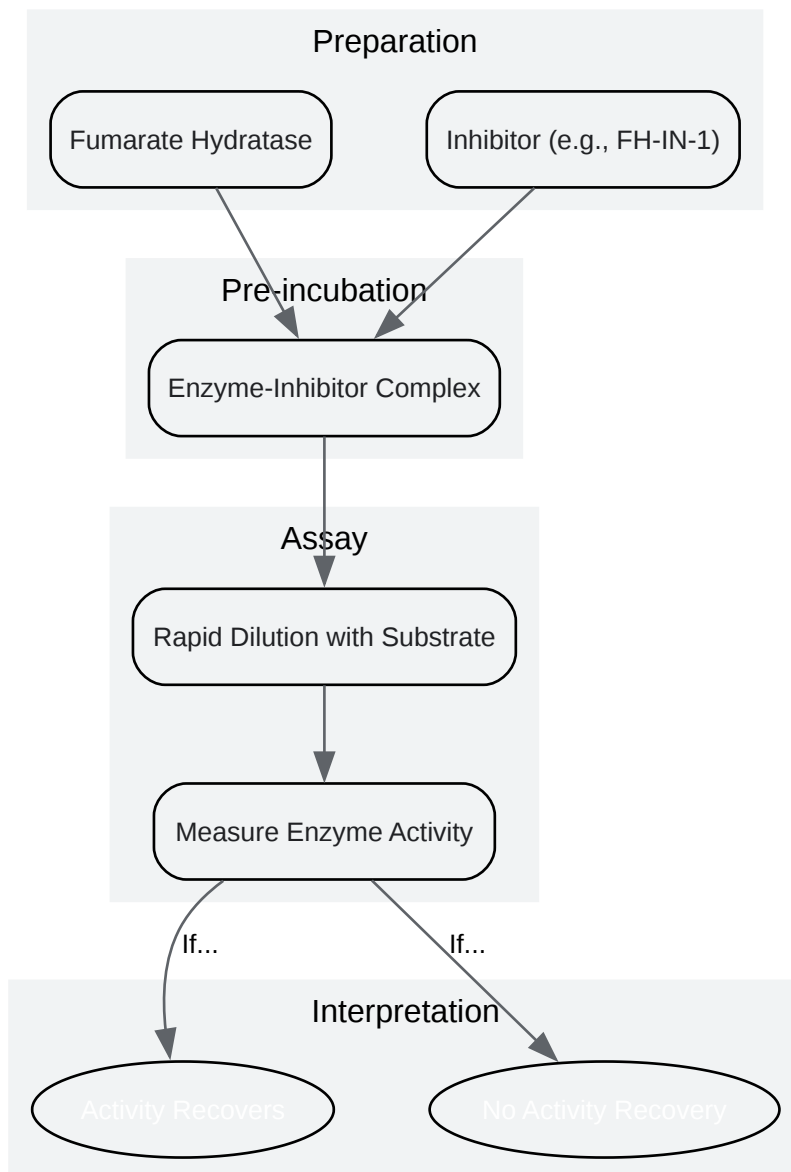 Preparation
Fumarate Hydratase
Inhibitor (e.g., FH-IN-1)
Pre-incubation
Enzyme-Inhibitor Complex
Assay
Rapid Dilution with Substrate
Measure Enzyme Activity
If...
If...
Interpretation
Activity Recovers
No Activity Recovery